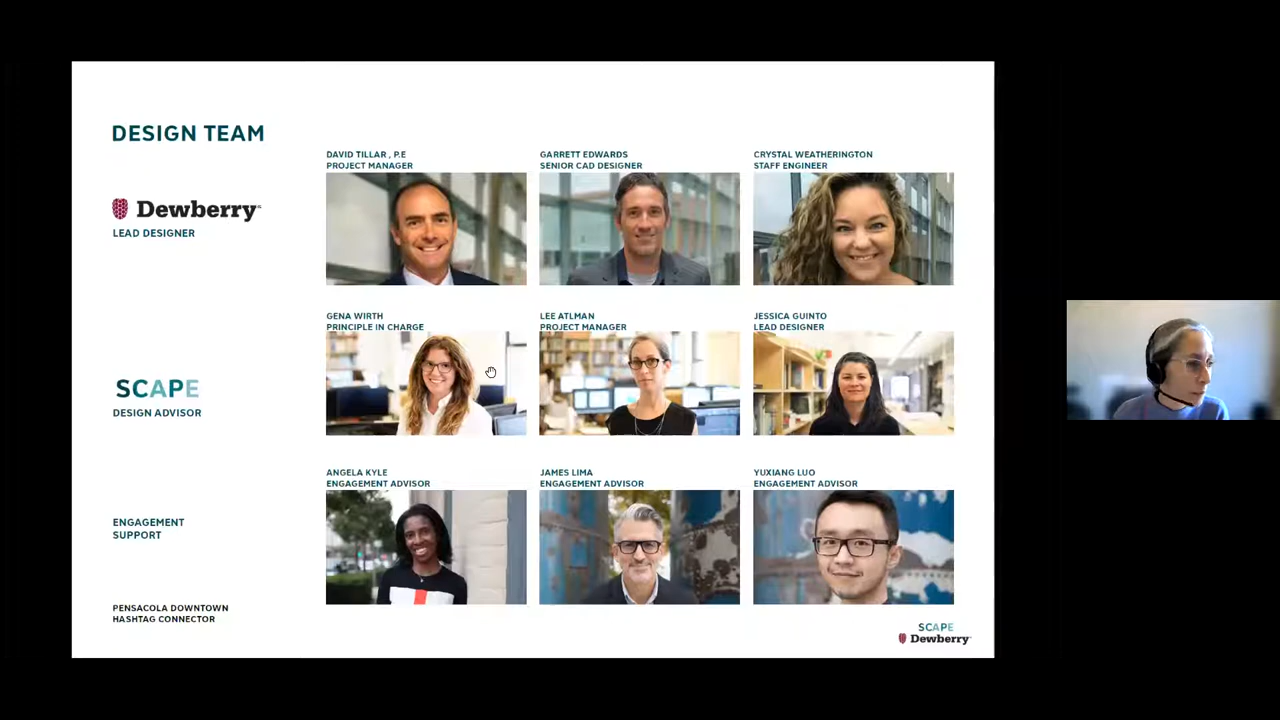 DESIGN TEAM
Dewberry
LEAD DESIGNER
DAVID TILLAR , P.E
PROJECT MANAGER
GARRETT EDWARDS
SENIOR CAD DESIGNER
CRYSTAL WEATHERINGTON
STAFF ENGINEER
SCAPE
DESIGN ADVISOR
GENA WIRTH
PRINCIPLE IN CHARGE
LEE ATLMAN
PROJECT MANAGER
JESSICA GUINTO
LEAD DESIGNER
ENGAGEMENT
SUPPORT
ANGELA KYLE
ENGAGEMENT ADVISOR
JAMES LIMA
ENGAGEMENT ADVISOR
YUXIANG LUO
ENGAGEMENT ADVISOR
PENSACOLA DOWNTOWN
HASHTAG CONNECTOR
SCAPE
Dewberry